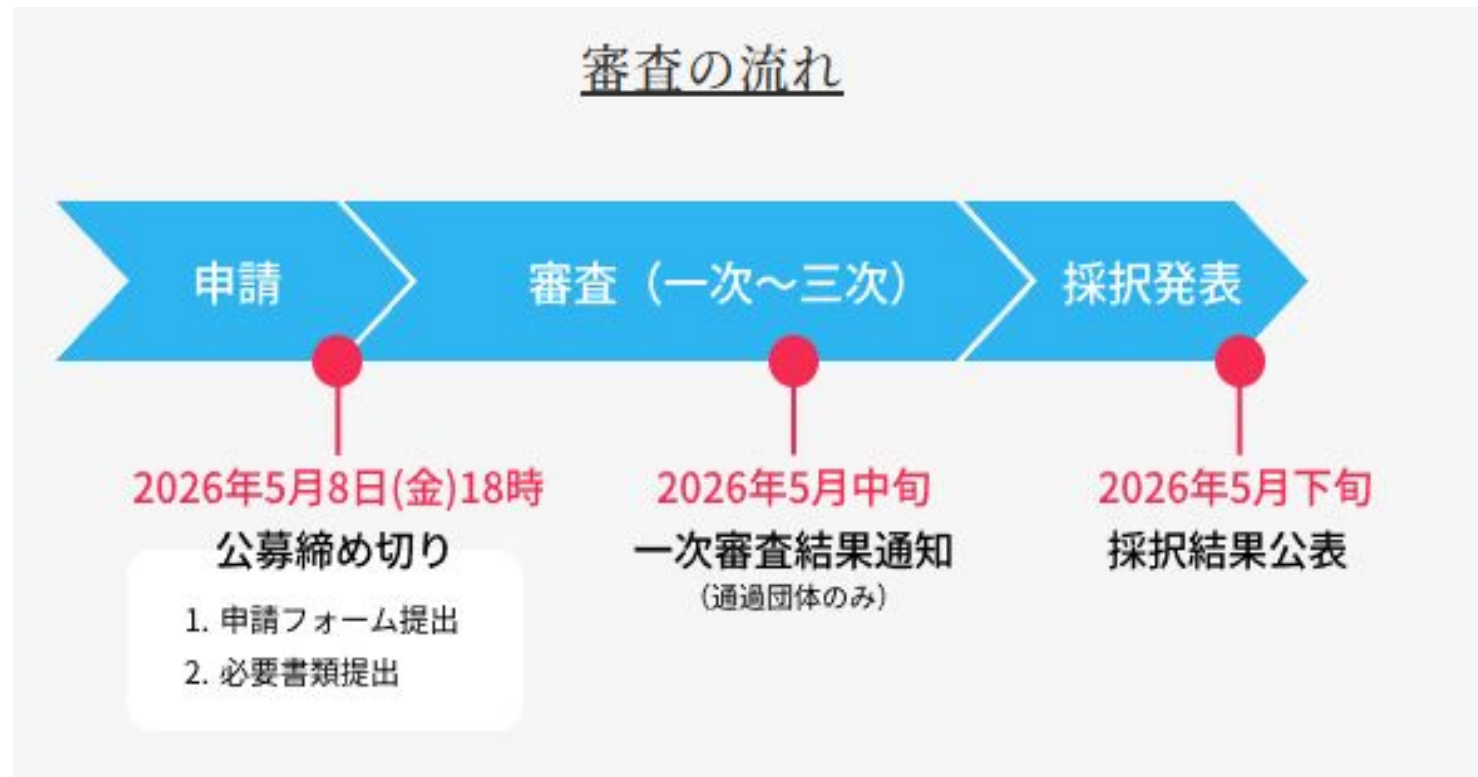 審査の流れ
申請
審査（一次～三次）
採択発表
2026年5月8日(金)18時
公募締め切り
1. 申請フォーム提出
2. 必要書類提出
2026年5月中旬
一次審査結果通知
（通過団体のみ）
2026年5月下旬
採択結果公表